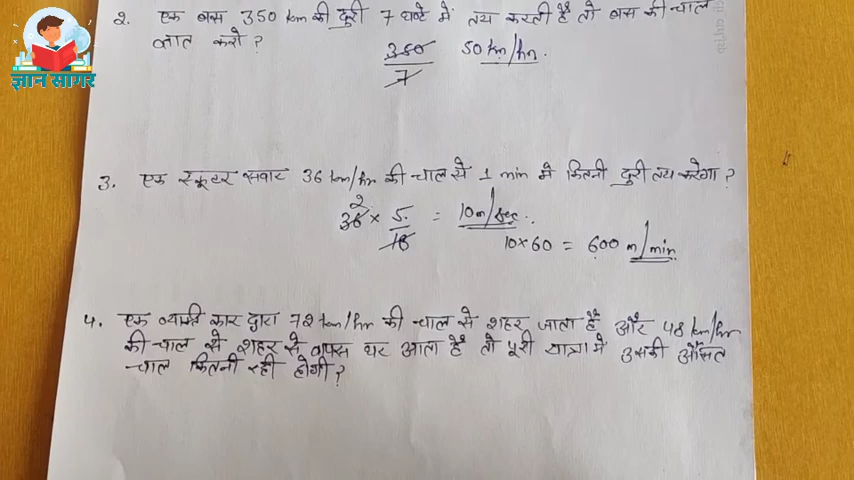 ज्ञान सागर
2. एक बस 350 km की दुरी 7 घण्टे में तय करती है तो बस की चाल
ज्ञात करो ?
350/7 50 km/hr.
3. एक स्कूटर सवार 36 km/hr की चाल से 1 min मे कितनी दुरी तय करेगा ?
2
36 × 5/18 = 10 m/sec.
10×60 = 600 m/min
4. एक व्यक्ति कार द्वारा 72 km/hr की चाल से शहर जाता है और 48 km/hr
की चाल से शहर से वापस घर आता है तो पूरी यात्रा मे उसकी औसत
चाल कितनी रही होगी ?